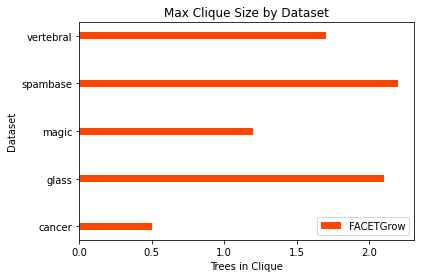 Max Clique Size by Dataset
vertebral
spambase
magic
glass
cancer
Dataset
0.0 0.5 1.0 1.5 2.0
Trees in Clique
FACETGrow